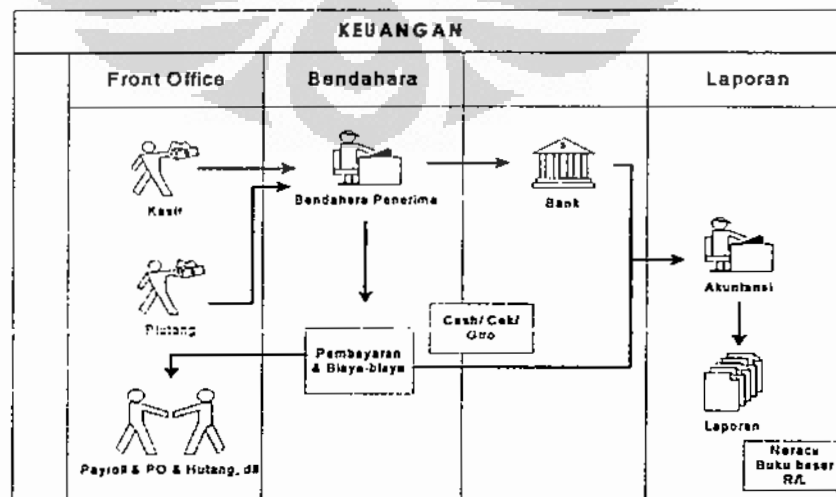 KEUANGAN
Front Office
Bendahara
Laporan
Kasir
Bendahara Penerima
Bank
Piutang
Akuntansi
Cash/ Cek/
Giro
Pembayaran
& Biaya-biaya
Laporan
Payroll & PO & Hutang, dll
Neraca
Buku besar
R/L